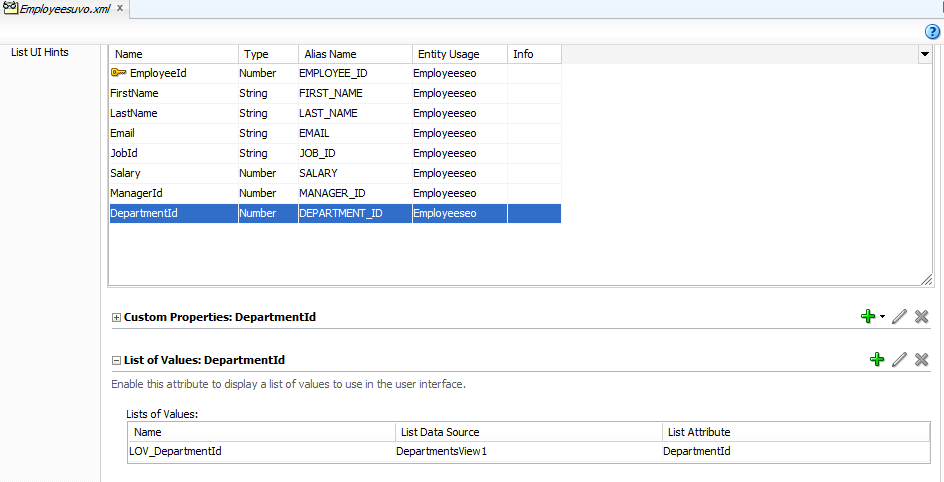 Employeesuvo.xml x
List UI Hints
Name Type Alias Name Entity Usage Info
EmployeeId Number EMPLOYEE_ID Employeeseo
FirstName String FIRST_NAME Employeeseo
LastName String LAST_NAME Employeeseo
Email String EMAIL Employeeseo
JobId String JOB_ID Employeeseo
Salary Number SALARY Employeeseo
ManagerId Number MANAGER_ID Employeeseo
DepartmentId Number DEPARTMENT_ID Employeeseo
Custom Properties: DepartmentId
List of Values: DepartmentId
Enable this attribute to display a list of values to use in the user interface.
Lists of Values:
Name List Data Source List Attribute
LOV_DepartmentId DepartmentsView1 DepartmentId